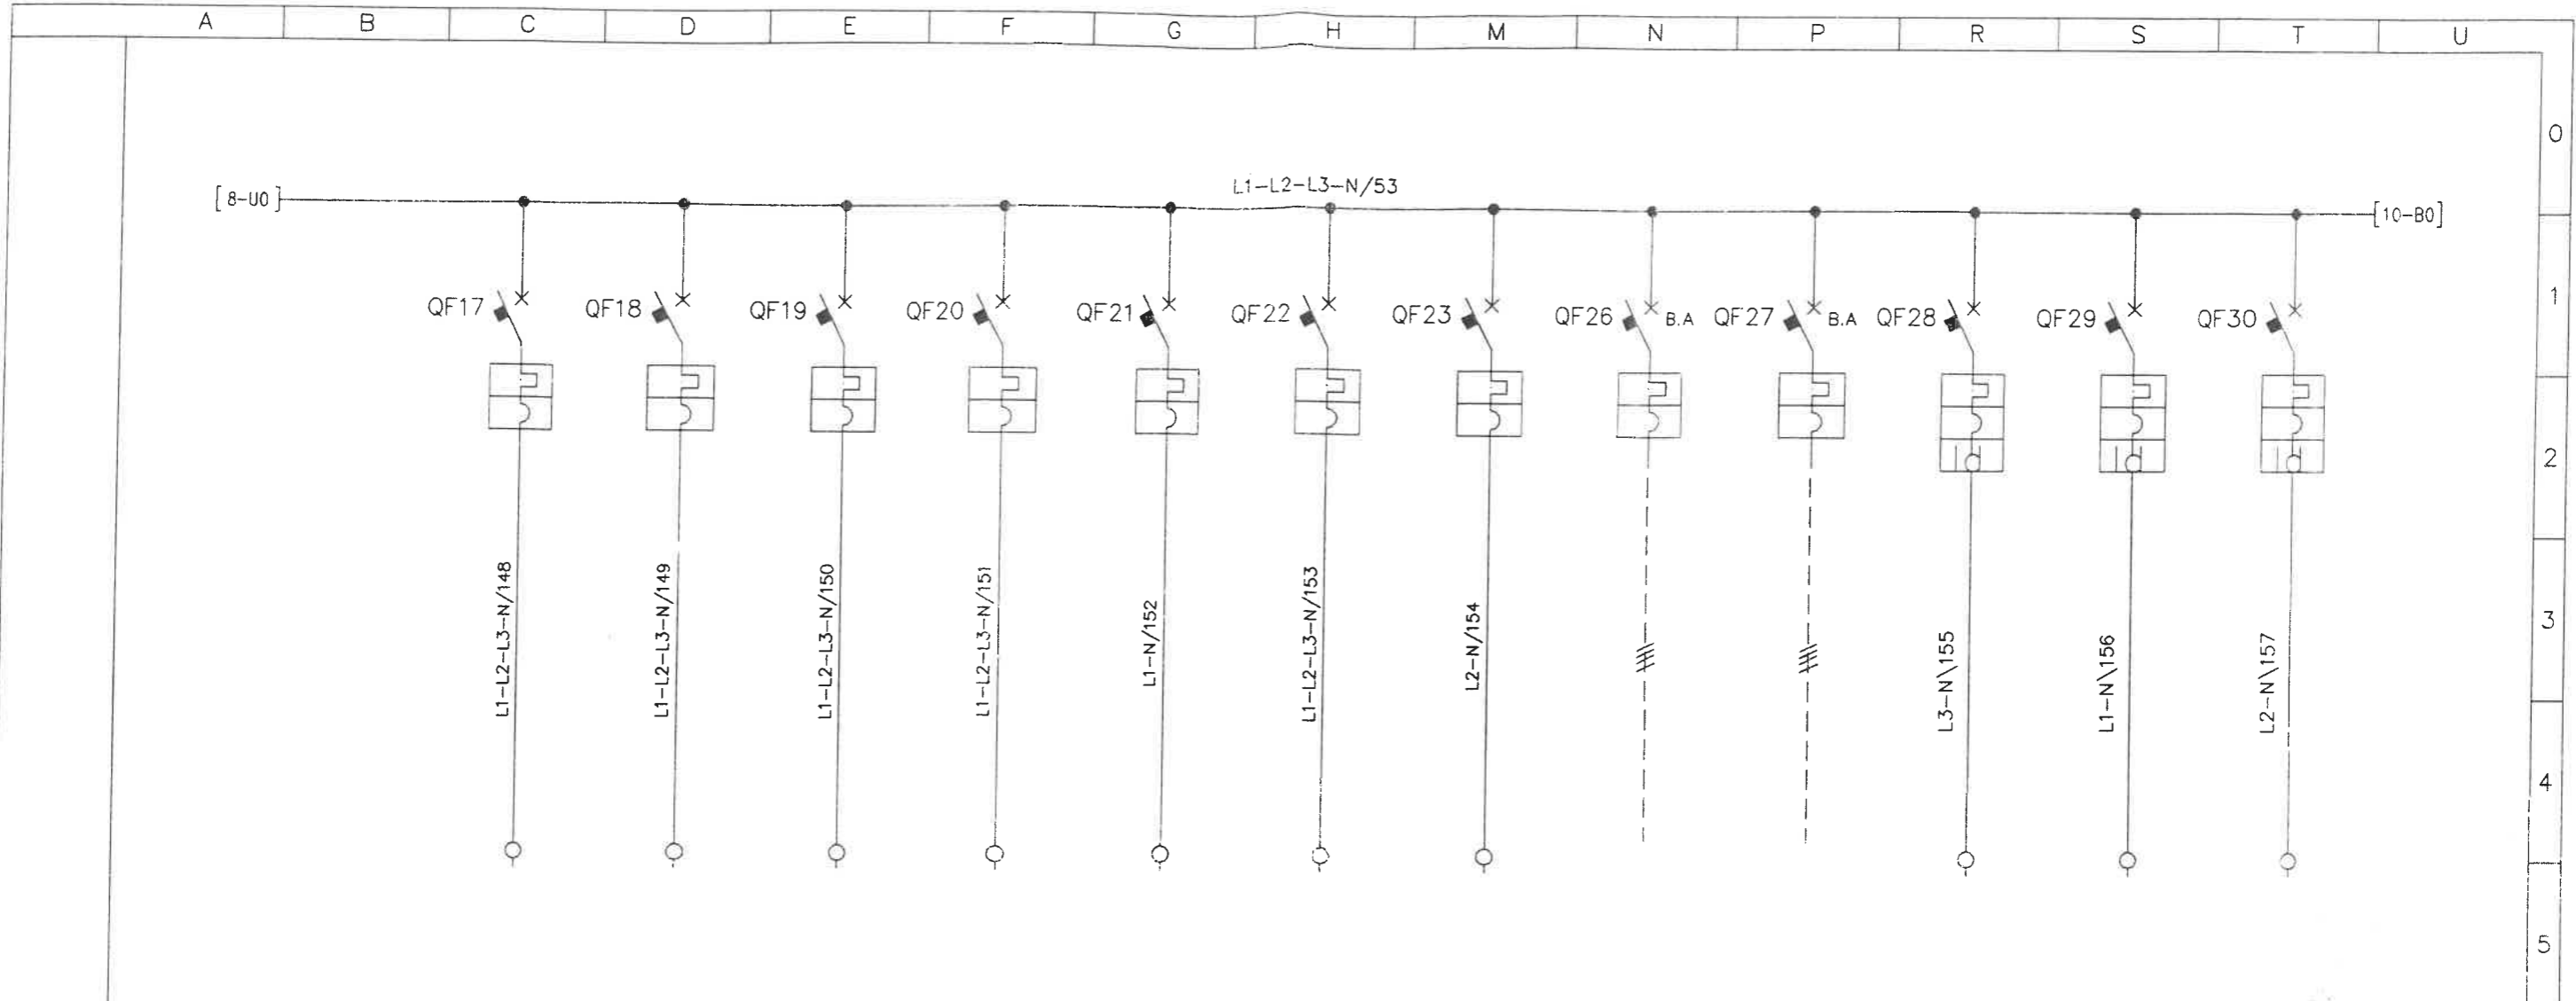 A B C D E F G H M N P R S T U
0
L1-L2-L3-N/53
[8-U0] [10-B0]
QF17 QF18 QF19 QF20 QF21 QF22 QF23 QF26 B.A QF27 B.A QF28 QF29 QF30
1
2
L1-L2-L3-N/148
L1-L2-L3-N/149
L1-L2-L3-N/150
L1-L2-L3-N/151
L1-N/152
L1-L2-L3-N/153
L2-N/154
L3-N\155
L1-N\156
L2-N\157
3
4
5